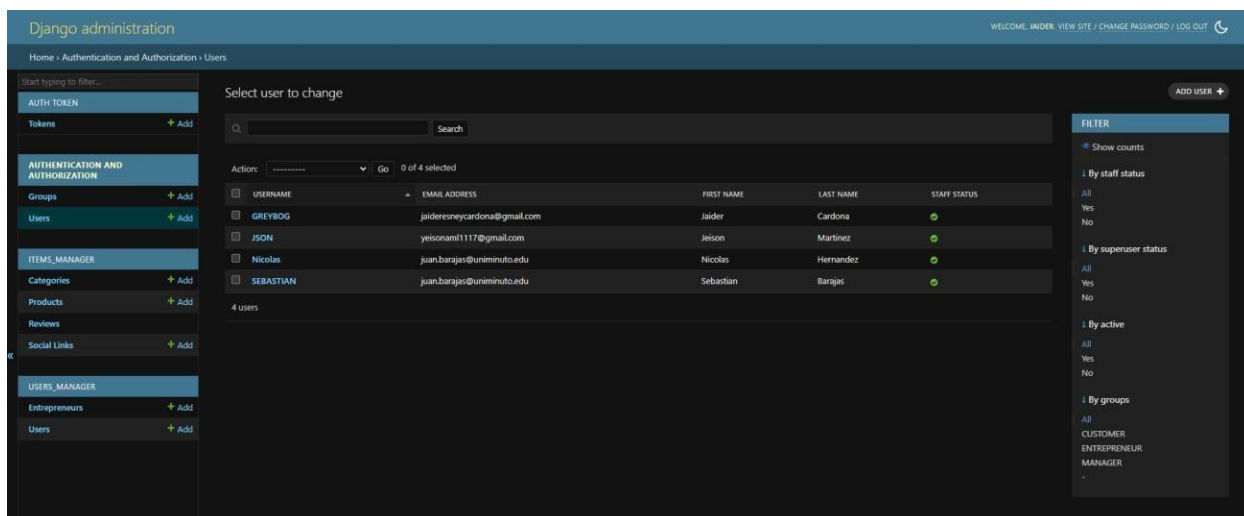 Django administration
WELCOME, JAIDER. VIEW SITE / CHANGE PASSWORD / LOG OUT
Home › Authentication and Authorization › Users
Start typing to filter...
AUTH TOKEN
Tokens + Add
AUTHENTICATION AND
AUTHORIZATION
Groups + Add
Users + Add
ITEMS_MANAGER
Categories + Add
Products + Add
Reviews
Social Links + Add
USERS_MANAGER
Entrepreneurs + Add
Users + Add
«
Select user to change
ADD USER +
Search
Action: --------- Go 0 of 4 selected
USERNAME EMAIL ADDRESS FIRST NAME LAST NAME STAFF STATUS
GREYBOG jaideresneycardona@gmail.com Jaider Cardona
JSON yeisonaml1117@gmail.com Jeison Martinez
Nicolas juan.barajas@uniminuto.edu Nicolas Hernandez
SEBASTIAN juan.barajas@uniminuto.edu Sebastian Barajas
4 users
FILTER
Show counts
↓ By staff status
All
Yes
No
↓ By superuser status
All
Yes
No
↓ By active
All
Yes
No
↓ By groups
All
CUSTOMER
ENTREPRENEUR
MANAGER
-